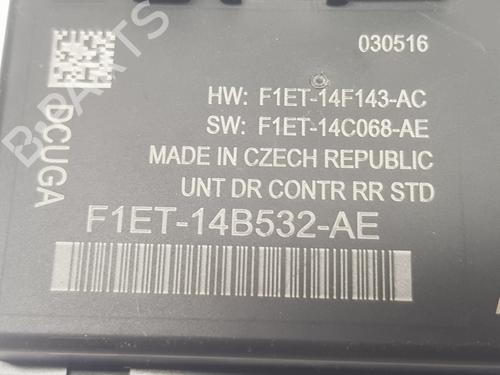 030516
HW: F1ET-14F143-AC
SW: F1ET-14C068-AE
MADE IN CZECH REPUBLIC
UNT DR CONTR RR STD
DCUGA
F1ET-14B532-AE
B-PARTS